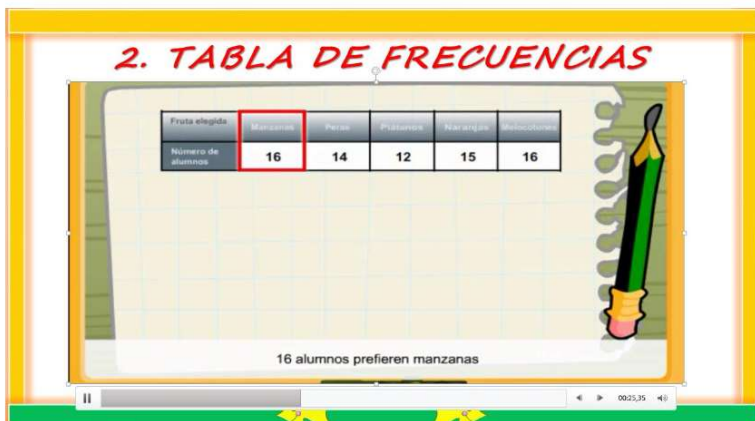 2. TABLA DE FRECUENCIAS
Fruta elegida Manzanas Peras Plátanos Naranjas Melocotones
Número de alumnos 16 14 12 15 16
16 alumnos prefieren manzanas
00:25,35